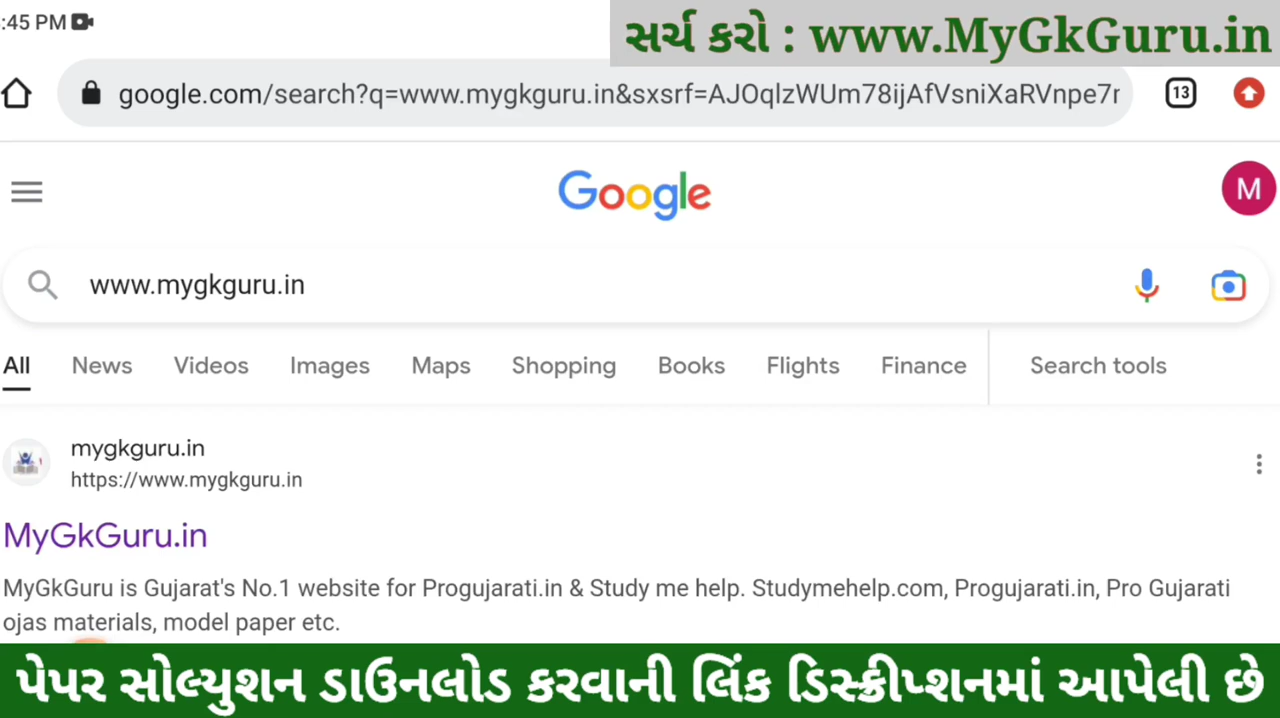 :45 PM
સર્ચ કરો : www.MyGkGuru.in
google.com/search?q=www.mygkguru.in&sxsrf=AJOqlzWUm78ijAfVsniXaRVnpe7r
13
Google
M
www.mygkguru.in
All News Videos Images Maps Shopping Books Flights Finance Search tools
mygkguru.in
https://www.mygkguru.in
MyGkGuru.in
MyGkGuru is Gujarat's No.1 website for Progujarati.in & Study me help. Studymehelp.com, Progujarati.in, Pro Gujarati
ojas materials, model paper etc.
પેપર સોલ્યુશન ડાઉનલોડ કરવાની લિંક ડિસ્ક્રીપ્શનમાં આપેલી છે